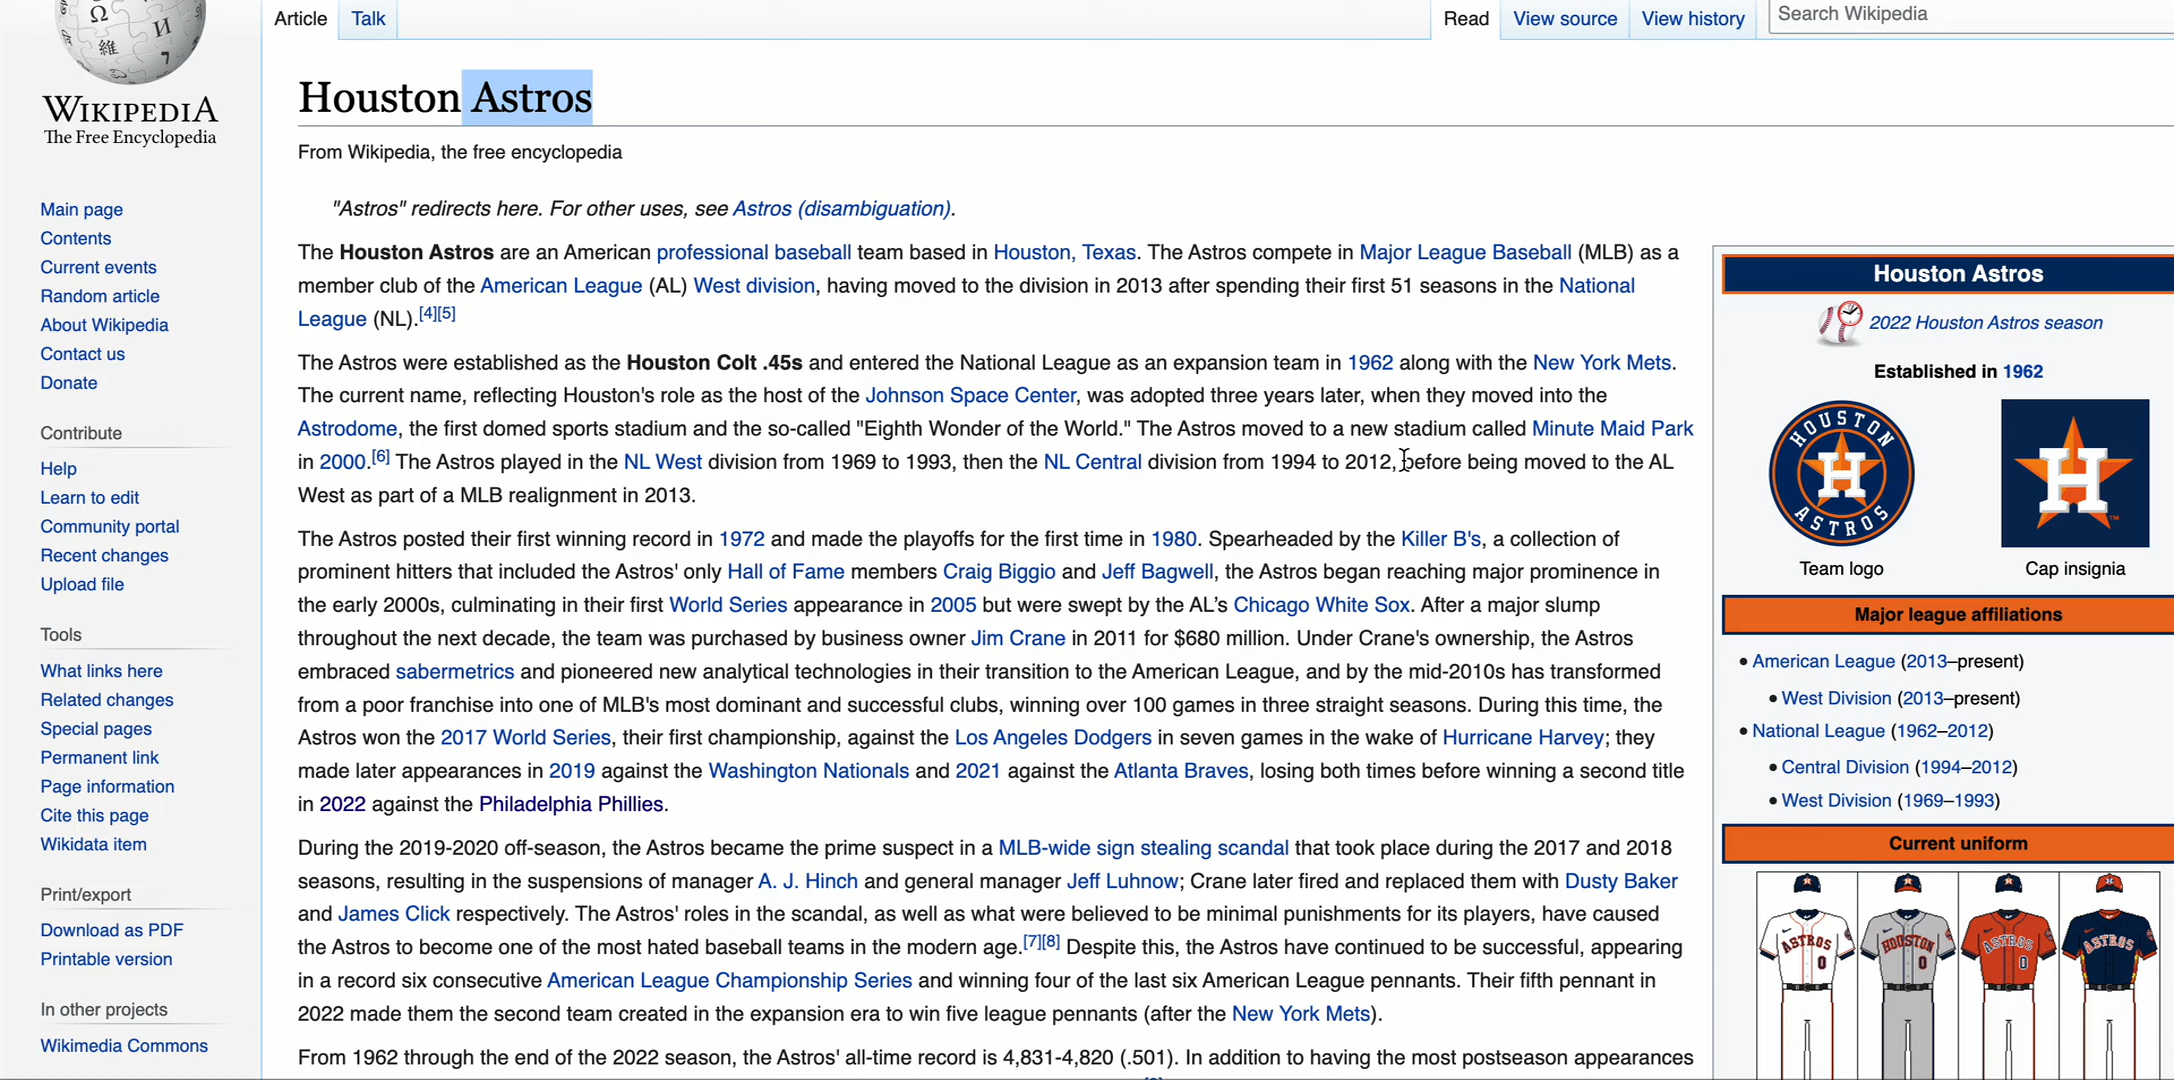 Ω
И
維
WIKIPEDIA
The Free Encyclopedia
Main page
Contents
Current events
Random article
About Wikipedia
Contact us
Donate
Contribute
Help
Learn to edit
Community portal
Recent changes
Upload file
Tools
What links here
Related changes
Special pages
Permanent link
Page information
Cite this page
Wikidata item
Print/export
Download as PDF
Printable version
In other projects
Wikimedia Commons
Article Talk
Read View source View history Search Wikipedia
Houston Astros
From Wikipedia, the free encyclopedia
"Astros" redirects here. For other uses, see Astros (disambiguation).
The Houston Astros are an American professional baseball team based in Houston, Texas. The Astros compete in Major League Baseball (MLB) as a
member club of the American League (AL) West division, having moved to the division in 2013 after spending their first 51 seasons in the National
League (NL).[4][5]
The Astros were established as the Houston Colt .45s and entered the National League as an expansion team in 1962 along with the New York Mets.
The current name, reflecting Houston's role as the host of the Johnson Space Center, was adopted three years later, when they moved into the
Astrodome, the first domed sports stadium and the so-called "Eighth Wonder of the World." The Astros moved to a new stadium called Minute Maid Park
in 2000.[6] The Astros played in the NL West division from 1969 to 1993, then the NL Central division from 1994 to 2012, before being moved to the AL
West as part of a MLB realignment in 2013.
The Astros posted their first winning record in 1972 and made the playoffs for the first time in 1980. Spearheaded by the Killer B's, a collection of
prominent hitters that included the Astros' only Hall of Fame members Craig Biggio and Jeff Bagwell, the Astros began reaching major prominence in
the early 2000s, culminating in their first World Series appearance in 2005 but were swept by the AL’s Chicago White Sox. After a major slump
throughout the next decade, the team was purchased by business owner Jim Crane in 2011 for $680 million. Under Crane's ownership, the Astros
embraced sabermetrics and pioneered new analytical technologies in their transition to the American League, and by the mid-2010s has transformed
from a poor franchise into one of MLB's most dominant and successful clubs, winning over 100 games in three straight seasons. During this time, the
Astros won the 2017 World Series, their first championship, against the Los Angeles Dodgers in seven games in the wake of Hurricane Harvey; they
made later appearances in 2019 against the Washington Nationals and 2021 against the Atlanta Braves, losing both times before winning a second title
in 2022 against the Philadelphia Phillies.
During the 2019-2020 off-season, the Astros became the prime suspect in a MLB-wide sign stealing scandal that took place during the 2017 and 2018
seasons, resulting in the suspensions of manager A. J. Hinch and general manager Jeff Luhnow; Crane later fired and replaced them with Dusty Baker
and James Click respectively. The Astros' roles in the scandal, as well as what were believed to be minimal punishments for its players, have caused
the Astros to become one of the most hated baseball teams in the modern age.[7][8] Despite this, the Astros have continued to be successful, appearing
in a record six consecutive American League Championship Series and winning four of the last six American League pennants. Their fifth pennant in
2022 made them the second team created in the expansion era to win five league pennants (after the New York Mets).
From 1962 through the end of the 2022 season, the Astros' all-time record is 4,831-4,820 (.501). In addition to having the most postseason appearances
Houston Astros
2022 Houston Astros season
Established in 1962
HOUSTON
H
ASTROS
H
TM
Team logo Cap insignia
Major league affiliations
• American League (2013–present)
• West Division (2013–present)
• National League (1962–2012)
• Central Division (1994–2012)
• West Division (1969–1993)
Current uniform
ASTROS 0
HOUSTON 0
ASTROS 0
ASTROS 0